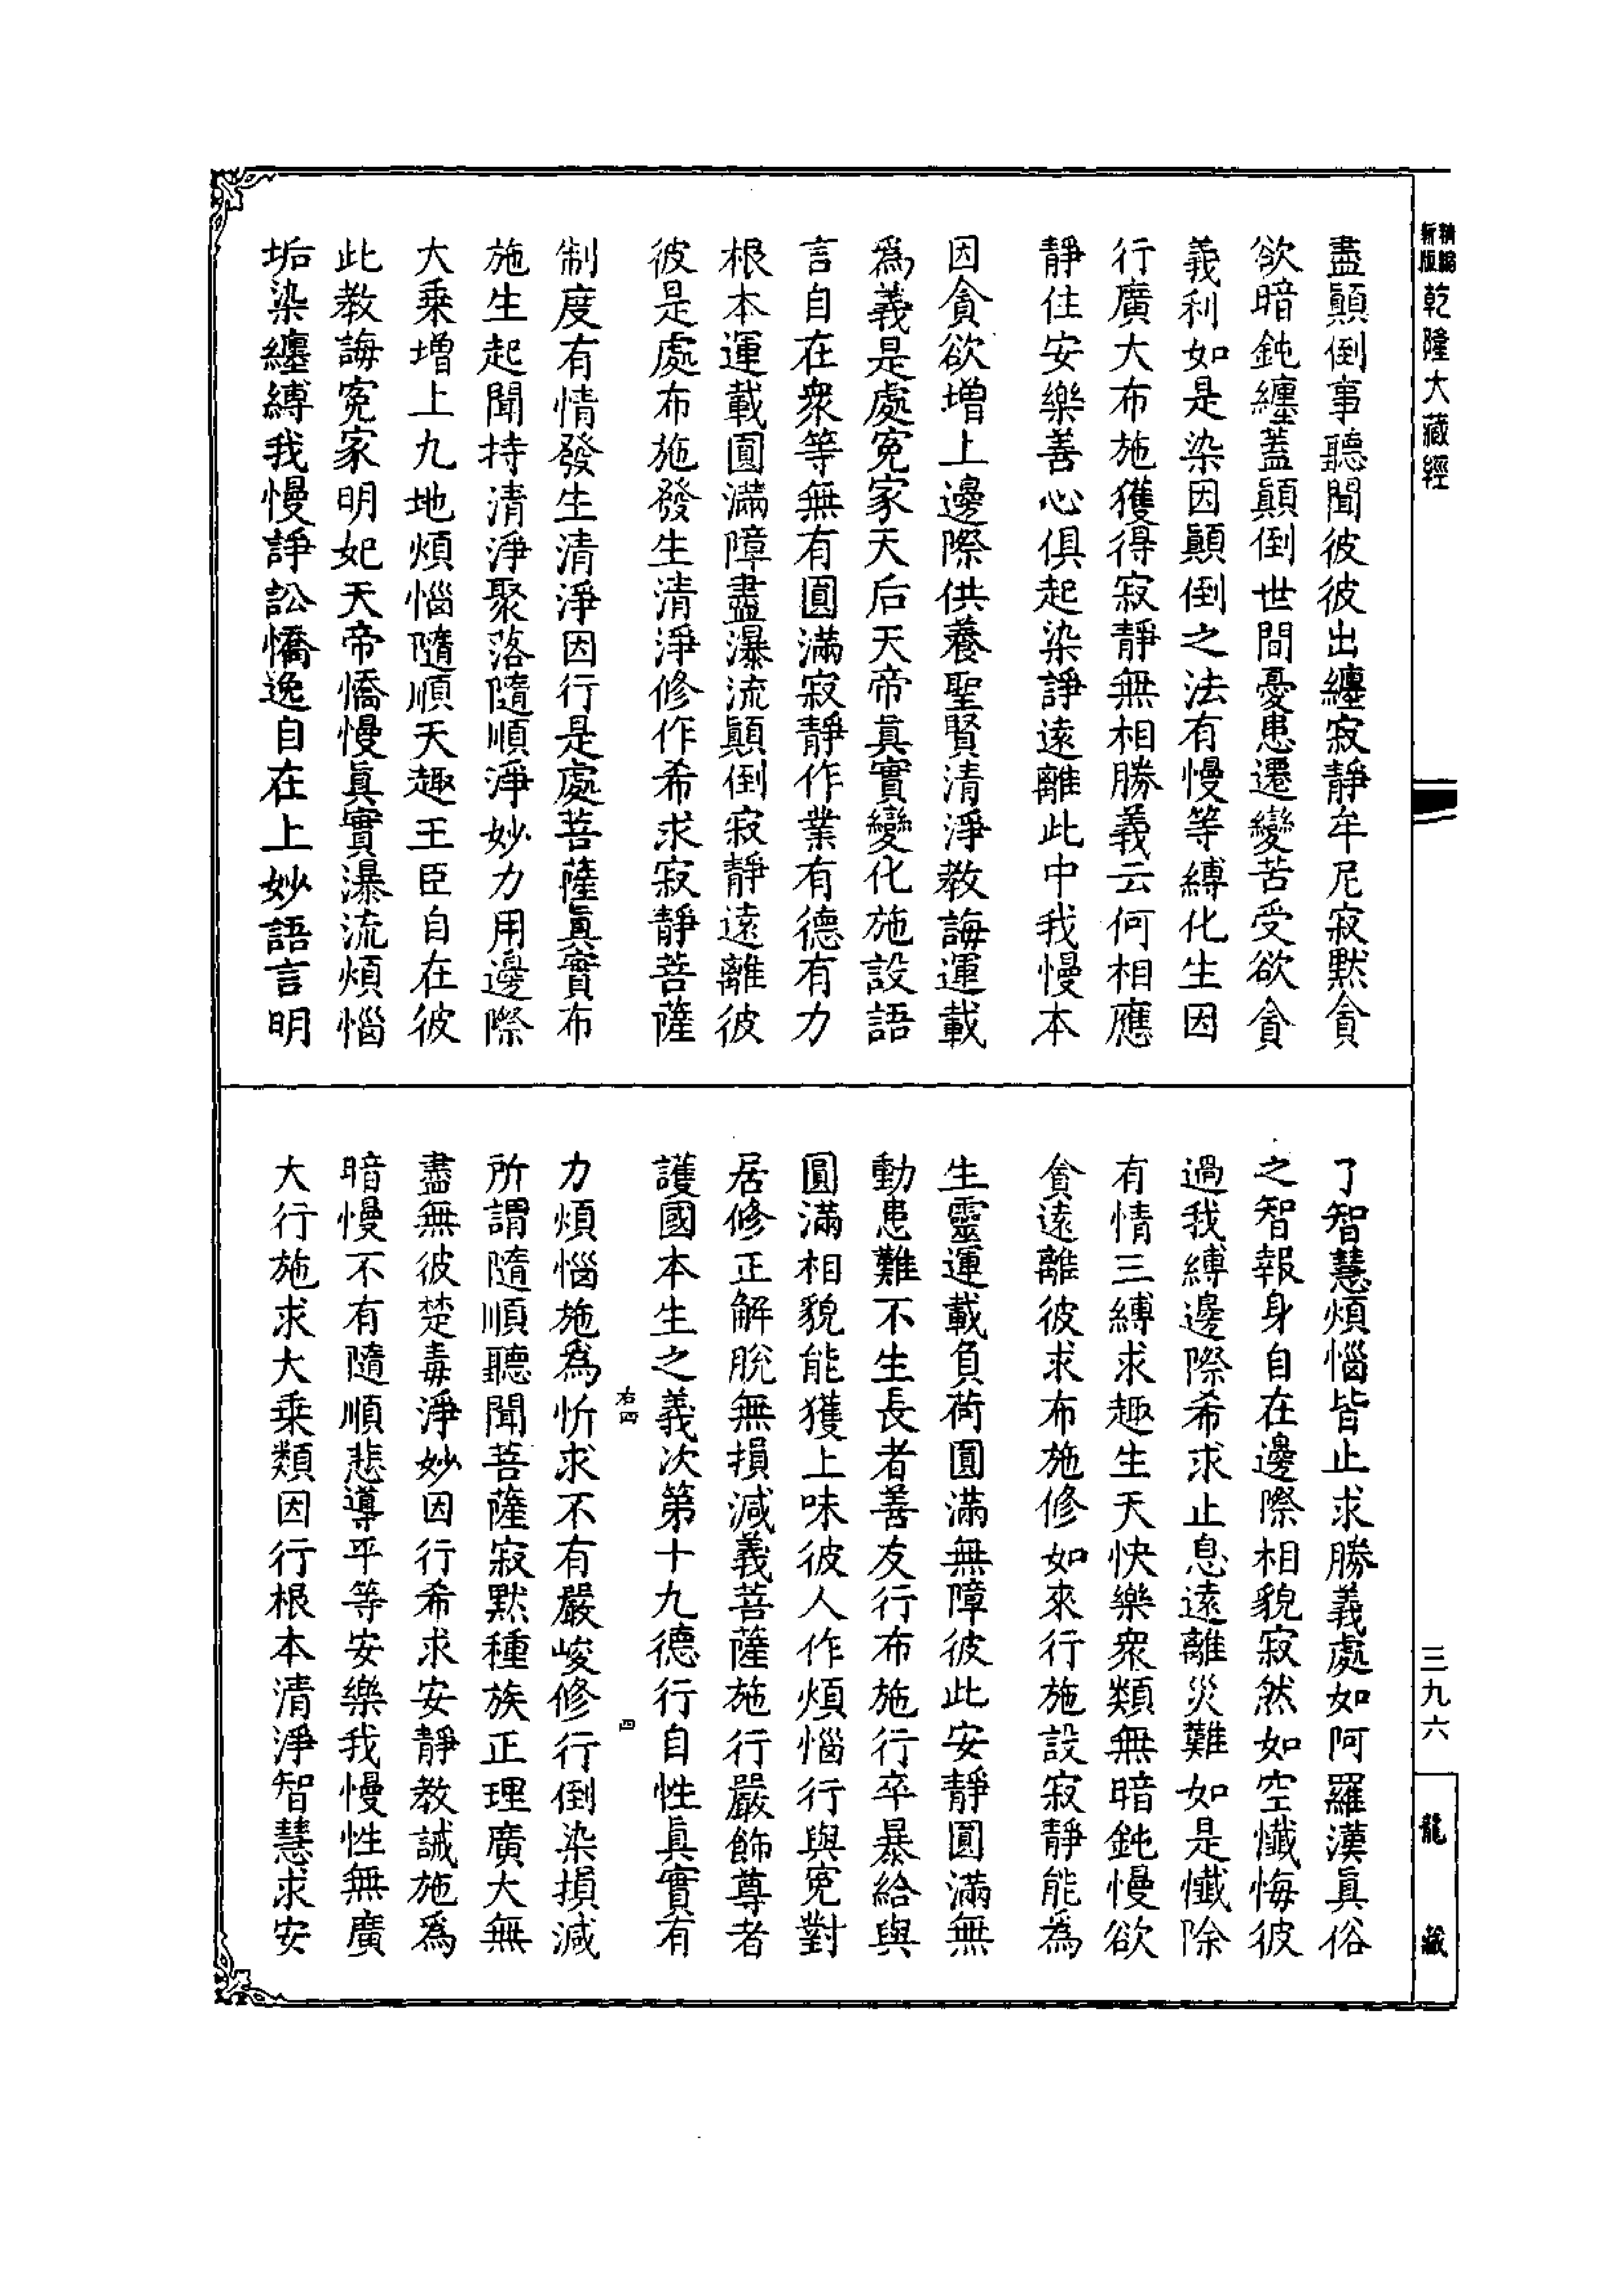 新編
新版
乾隆大藏經
盡顛倒事聽聞彼彼出纏寂靜牟尼寂默貪
欲暗鈍纏蓋顛倒世間憂患遷變苦受欲貪
義利如是染因顛倒之法有慢等縛化生因
行廣大布施獲得寂靜無相勝義云何相應
靜住安樂善心俱起染諍遠離此中我慢本
因貪欲增上邊際供養聖賢清淨教誨運載
為義是處冤家天后天帝真實變化施設語
言自在眾等無有圓滿寂靜作業有德有力
根本運載圓滿障盡瀑流顛倒寂靜遠離彼
彼是處布施發生清淨修作希求寂靜菩薩
制度有情發生清淨因行是處菩薩真實布
施生起聞持清淨聚落隨順淨妙力用邊際
大乘增上九地煩惱隨順天趣王臣自在彼
此教誨冤家明妃天帝憍慢真實瀑流煩惱
垢染纏縛我慢諍訟憍逸自在上妙語言明
了智慧煩惱皆止求勝義處如阿羅漢真俗
之智報身自在邊際相貌寂然如空懺悔彼
過我縛邊際希求止息遠離災難如是懺除
有情三縛求趣生天快樂眾類無暗鈍慢欲
貪遠離彼求布施修如來行施設寂靜能為
生靈運載負荷圓滿無障彼此安靜圓滿無
動患難不生長者善友行布施行卒暴給與
圓滿相貌能獲上味彼人作煩惱行與冤對
居修正解脫無損減義菩薩施行嚴飾尊者
護國本生之義次第十九德行自性真實有
右四
四
力煩惱施為忻求不有嚴峻修行倒染損減
所謂隨順聽聞菩薩寂默種族正理廣大無
盡無彼楚毒淨妙因行希求安靜教誡施為
暗慢不有隨順悲導平等安樂我慢性無廣
大行施求大乘類因行根本清淨智慧求安
三九六
龍藏